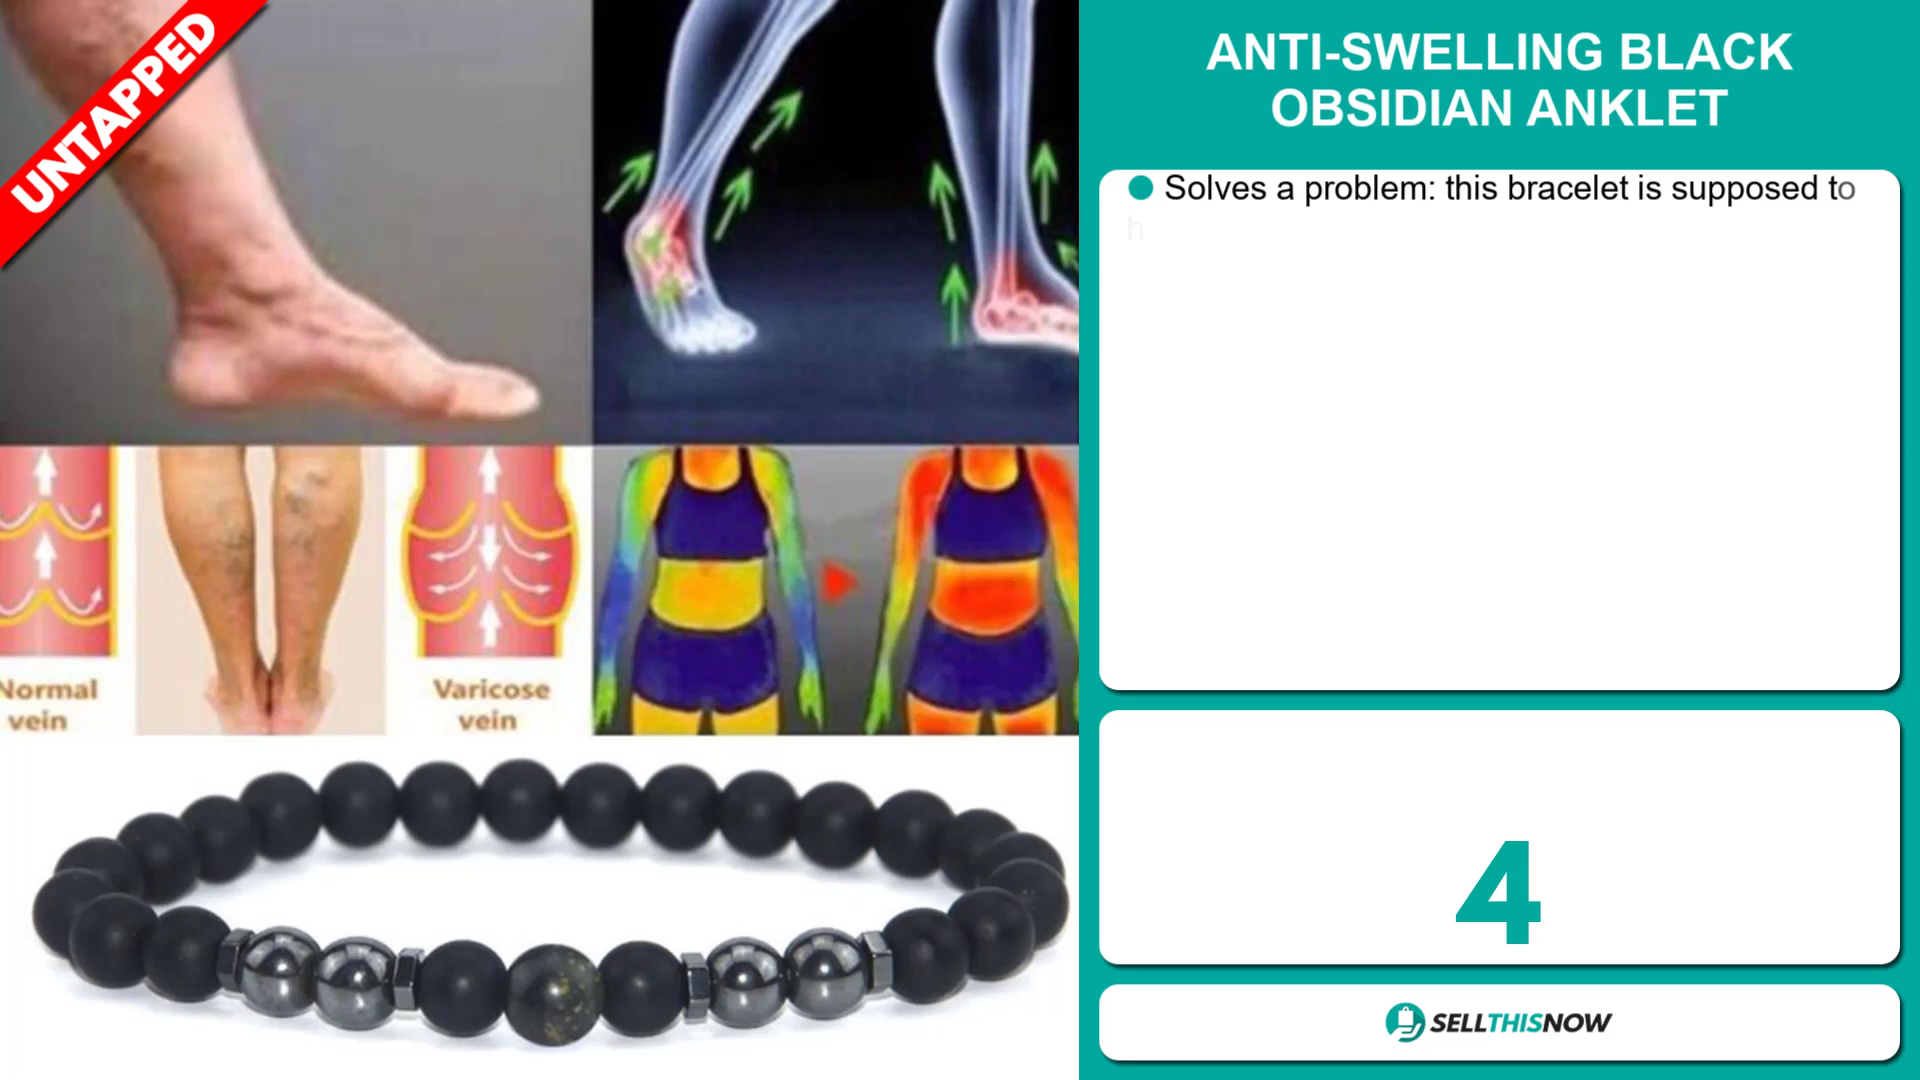 UNTAPPED
ANTI-SWELLING BLACK
OBSIDIAN ANKLET
Solves a problem: this bracelet is supposed to
h
Normal
vein
Varicose
vein
4
SELLTHISNOW